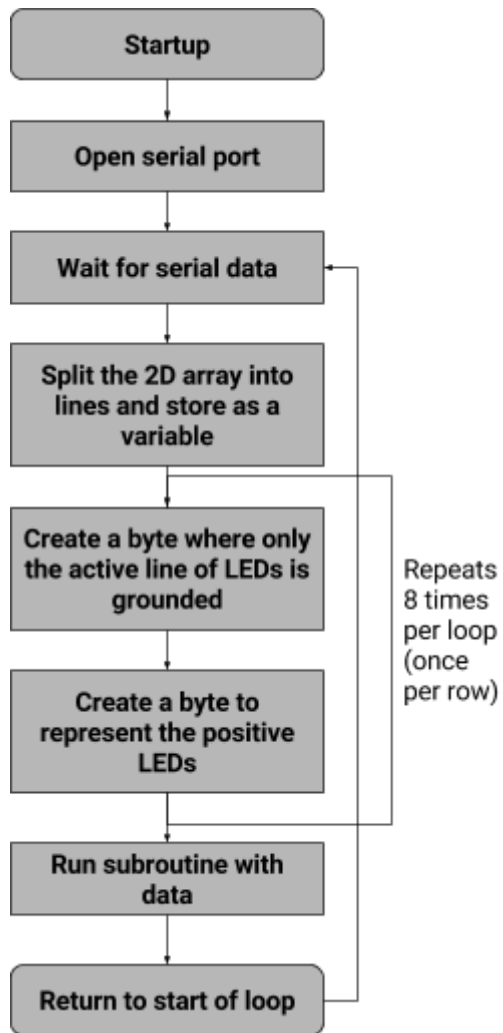 Startup
Open serial port
Wait for serial data
Split the 2D array into
lines and store as a
variable
Create a byte where only
the active line of LEDs is
grounded
Repeats
8 times
per loop
(once
per row)
Create a byte to
represent the positive
LEDs
Run subroutine with
data
Return to start of loop